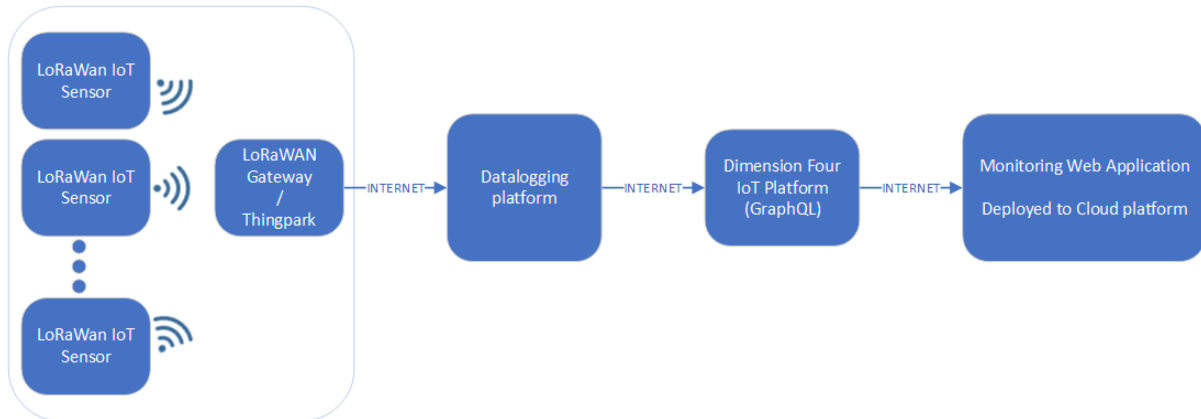 LoRaWan IoT
Sensor
LoRaWan IoT
Sensor
LoRaWan IoT
Sensor
LoRaWAN
Gateway
/
Thingpark
INTERNET
Datalogging
platform
INTERNET
Dimension Four
IoT Platform
(GraphQL)
INTERNET
Monitoring Web Application
Deployed to Cloud platform